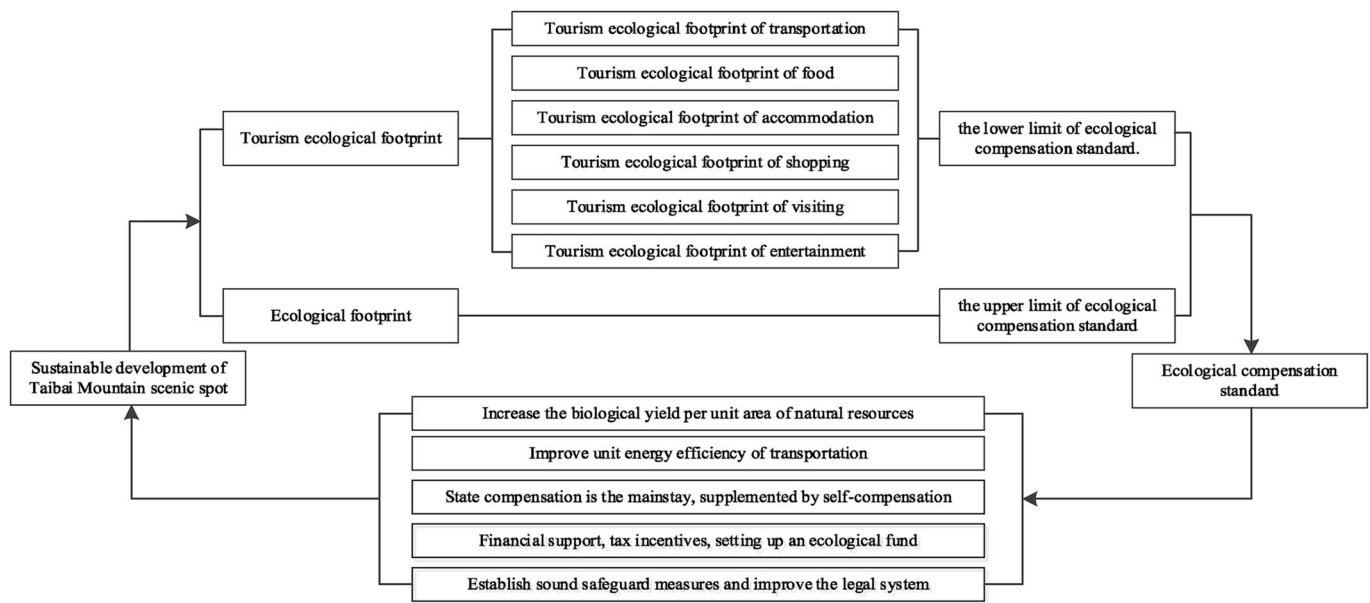 Tourism ecological footprint of transportation
Tourism ecological footprint of food
Tourism ecological footprint of accommodation
Tourism ecological footprint of shopping
Tourism ecological footprint of visiting
Tourism ecological footprint of entertainment
Tourism ecological footprint
the lower limit of ecological
compensation standard.
Ecological footprint
the upper limit of ecological
compensation standard
Sustainable development of
Taibai Mountain scenic spot
Ecological compensation
standard
Increase the biological yield per unit area of natural resources
Improve unit energy efficiency of transportation
State compensation is the mainstay, supplemented by self-compensation
Financial support, tax incentives, setting up an ecological fund
Establish sound safeguard measures and improve the legal system